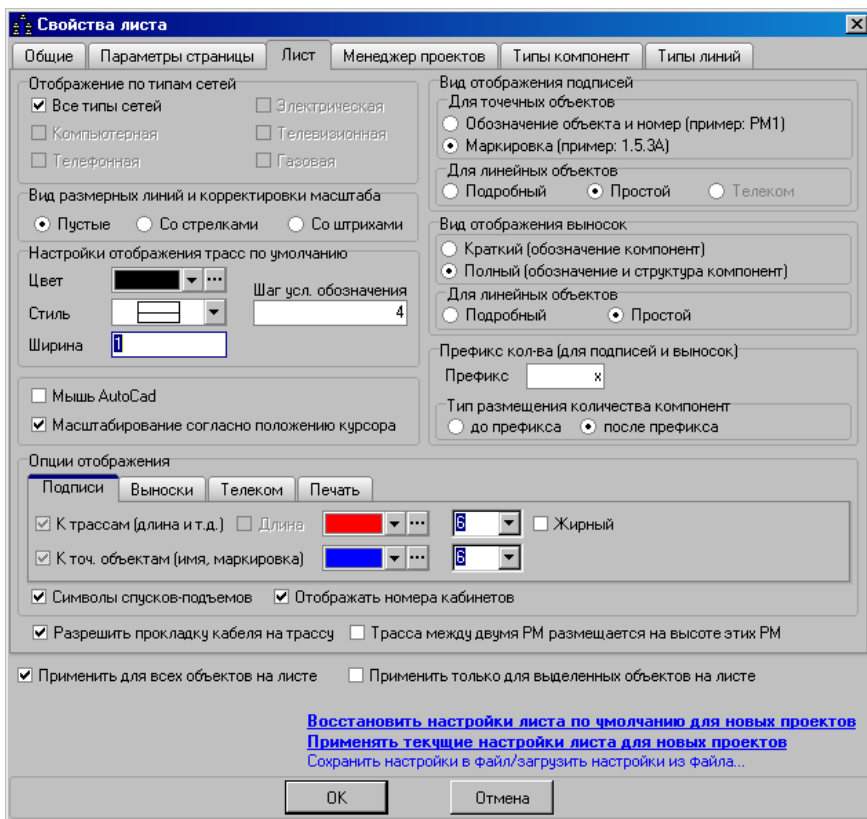 Свойства листа
Общие Параметры страницы Лист Менеджер проектов Типы компонент Типы линий
Отображение по типам сетей
Все типы сетей Электрическая
Компьютерная Телевизионная
Телефонная Газовая
Вид размерных линий и корректировки масштаба
Пустые Со стрелками Со штрихами
Настройки отображения трасс по умолчанию
Цвет
Шаг усл. обозначения
Стиль 4
Ширина 1
Мышь AutoCad
Масштабирование согласно положению курсора
Вид отображения подписей
Для точечных объектов
Обозначение объекта и номер (пример: РМ1)
Маркировка (пример: 1.5.3А)
Для линейных объектов
Подробный Простой Телеком
Вид отображения выносок
Краткий (обозначение компонент)
Полный (обозначение и структура компонент)
Для линейных объектов
Подробный Простой
Префикс кол-ва (для подписей и выносок)
Префикс x
Тип размещения количества компонент
до префикса после префикса
Опции отображения
Подписи Выноски Телеком Печать
К трассам (длина и т.д.) Длина 6 Жирный
К точ. объектам (имя, маркировка) 6
Символы спусков-подъемов Отображать номера кабинетов
Разрешить прокладку кабеля на трассу Трасса между двумя РМ размещается на высоте этих РМ
Применить для всех объектов на листе Применить только для выделенных объектов на листе
Восстановить настройки листа по умолчанию для новых проектов
Применять текущие настройки листа для новых проектов
Сохранить настройки в файл/загрузить настройки из файла...
OK Отмена